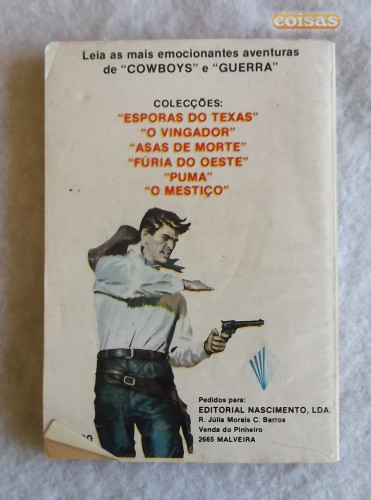 coisas
Leia as mais emocionantes aventuras
de "COWBOYS" e "GUERRA"
COLECÇÕES:
"ESPORAS DO TEXAS"
"O VINGADOR"
"ASAS DE MORTE"
"FÚRIA DO OESTE"
"PUMA"
"O MESTIÇO"
Pedidos para:
EDITORIAL NASCIMENTO, LDA.
R. Júlia Morais C. Barros
Venda do Pinheiro
2665 MALVEIRA